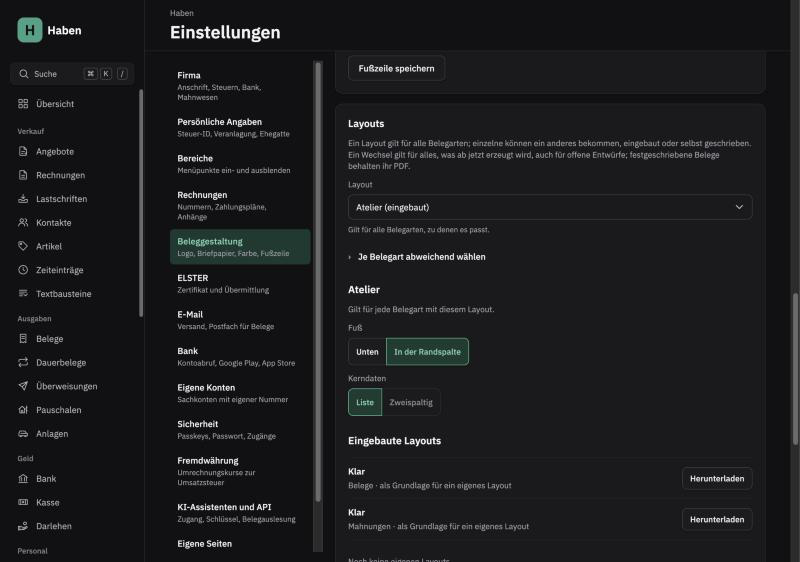 H Haben
Suche ⌘ K /
Übersicht
Verkauf
Angebote
Rechnungen
Lastschriften
Kontakte
Artikel
Zeiteinträge
Textbausteine
Ausgaben
Belege
Dauerbelege
Überweisungen
Pauschalen
Anlagen
Geld
Bank
Kasse
Darlehen
Personal
Haben
Einstellungen
Firma
Anschrift, Steuern, Bank,
Mahnwesen
Persönliche Angaben
Steuer-ID, Veranlagung, Ehegatte
Bereiche
Menüpunkte ein- und ausblenden
Rechnungen
Nummern, Zahlungspläne,
Anhänge
Beleggestaltung
Logo, Briefpapier, Farbe, Fußzeile
ELSTER
Zertifikat und Übermittlung
E-Mail
Versand, Postfach für Belege
Bank
Kontoabruf, Google Play, App Store
Eigene Konten
Sachkonten mit eigener Nummer
Sicherheit
Passkeys, Passwort, Zugänge
Fremdwährung
Umrechnungskurse zur
Umsatzsteuer
KI-Assistenten und API
Zugang, Schlüssel, Belegauslesung
Eigene Seiten
Fußzeile speichern
Layouts
Ein Layout gilt für alle Belegarten; einzelne können ein anderes bekommen, eingebaut oder selbst geschrieben.
Ein Wechsel gilt für alles, was ab jetzt erzeugt wird, auch für offene Entwürfe; festgeschriebene Belege
behalten ihr PDF.
Layout
Atelier (eingebaut)
Gilt für alle Belegarten, zu denen es passt.
› Je Belegart abweichend wählen
Atelier
Gilt für jede Belegart mit diesem Layout.
Fuß
Unten In der Randspalte
Kerndaten
Liste Zweispaltig
Eingebaute Layouts
Klar
Belege · als Grundlage für ein eigenes Layout
Herunterladen
Klar
Mahnungen · als Grundlage für ein eigenes Layout
Herunterladen
Noch keine eigenen Layouts.